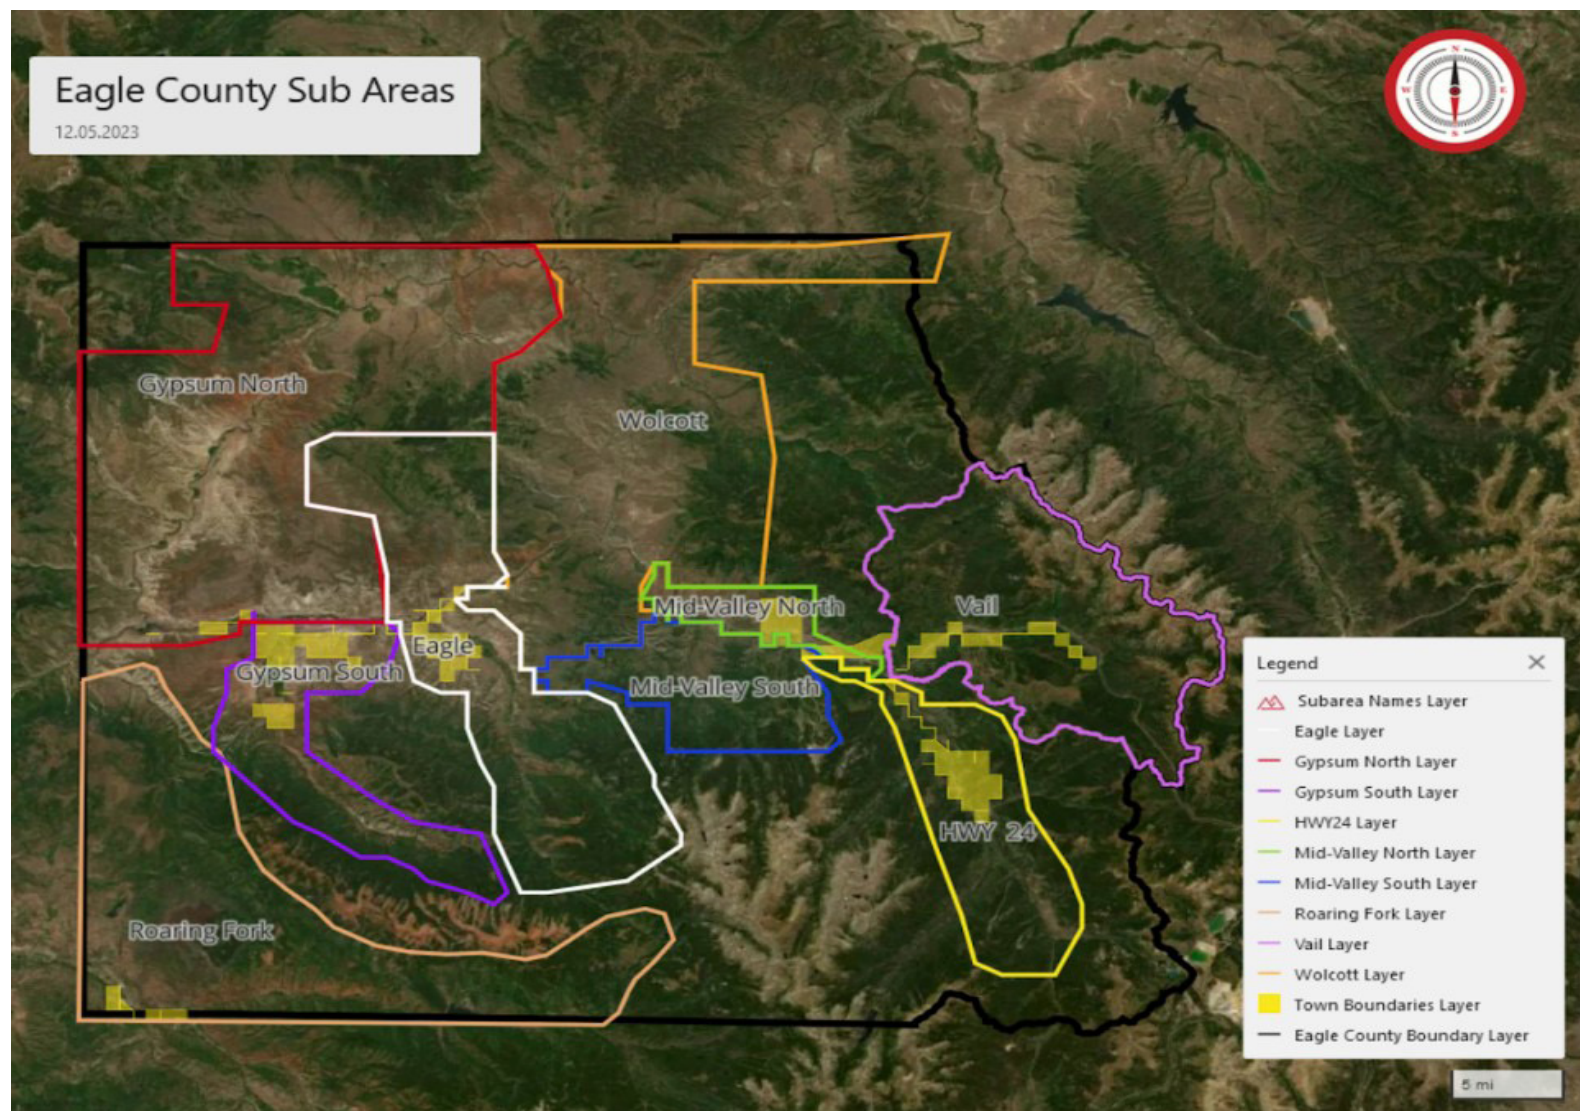 Eagle County Sub Areas
12.05.2023
N
W
E
S
Gypsum North
Wolcott
Mid-Valley North
Vail
Eagle
Gypsum South
Mid-Valley South
HWY 24
Roaring Fork
Legend
Subarea Names Layer
Eagle Layer
Gypsum North Layer
Gypsum South Layer
HWY24 Layer
Mid-Valley North Layer
Mid-Valley South Layer
Roaring Fork Layer
Vail Layer
Wolcott Layer
Town Boundaries Layer
Eagle County Boundary Layer
5 mi